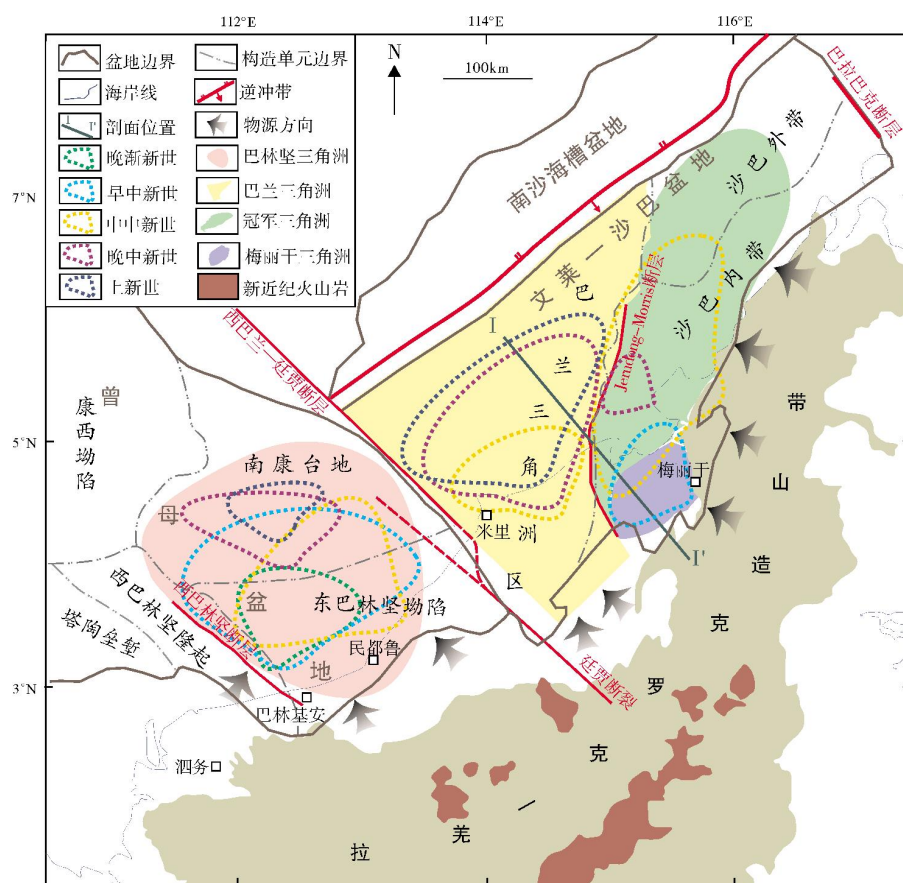 112°E
114°E
116°E
N
100km
盆地边界
构造单元边界
海岸线
逆冲带
I
I'
剖面位置
物源方向
晚渐新世
巴林坚三角洲
早中新世
巴兰三角洲
中中新世
冠军三角洲
晚中新世
梅丽干三角洲
上新世
新近纪火山岩
7°N
5°N
3°N
巴拉巴克断层
南沙海槽盆地
文莱—沙巴盆地
沙巴外带
沙巴内带
Jerudong-Morris断层
西巴兰—廷贾断层
巴兰三角洲区
I
I'
梅丽干
米里
曾母盆地
康西坳陷
南康台地
东巴林坚坳陷
西巴林坚隆起
西巴林坚断层
塔陶垒堑
民都鲁
巴林基安
泗务
廷贾断裂
拉羌—克罗克造山带